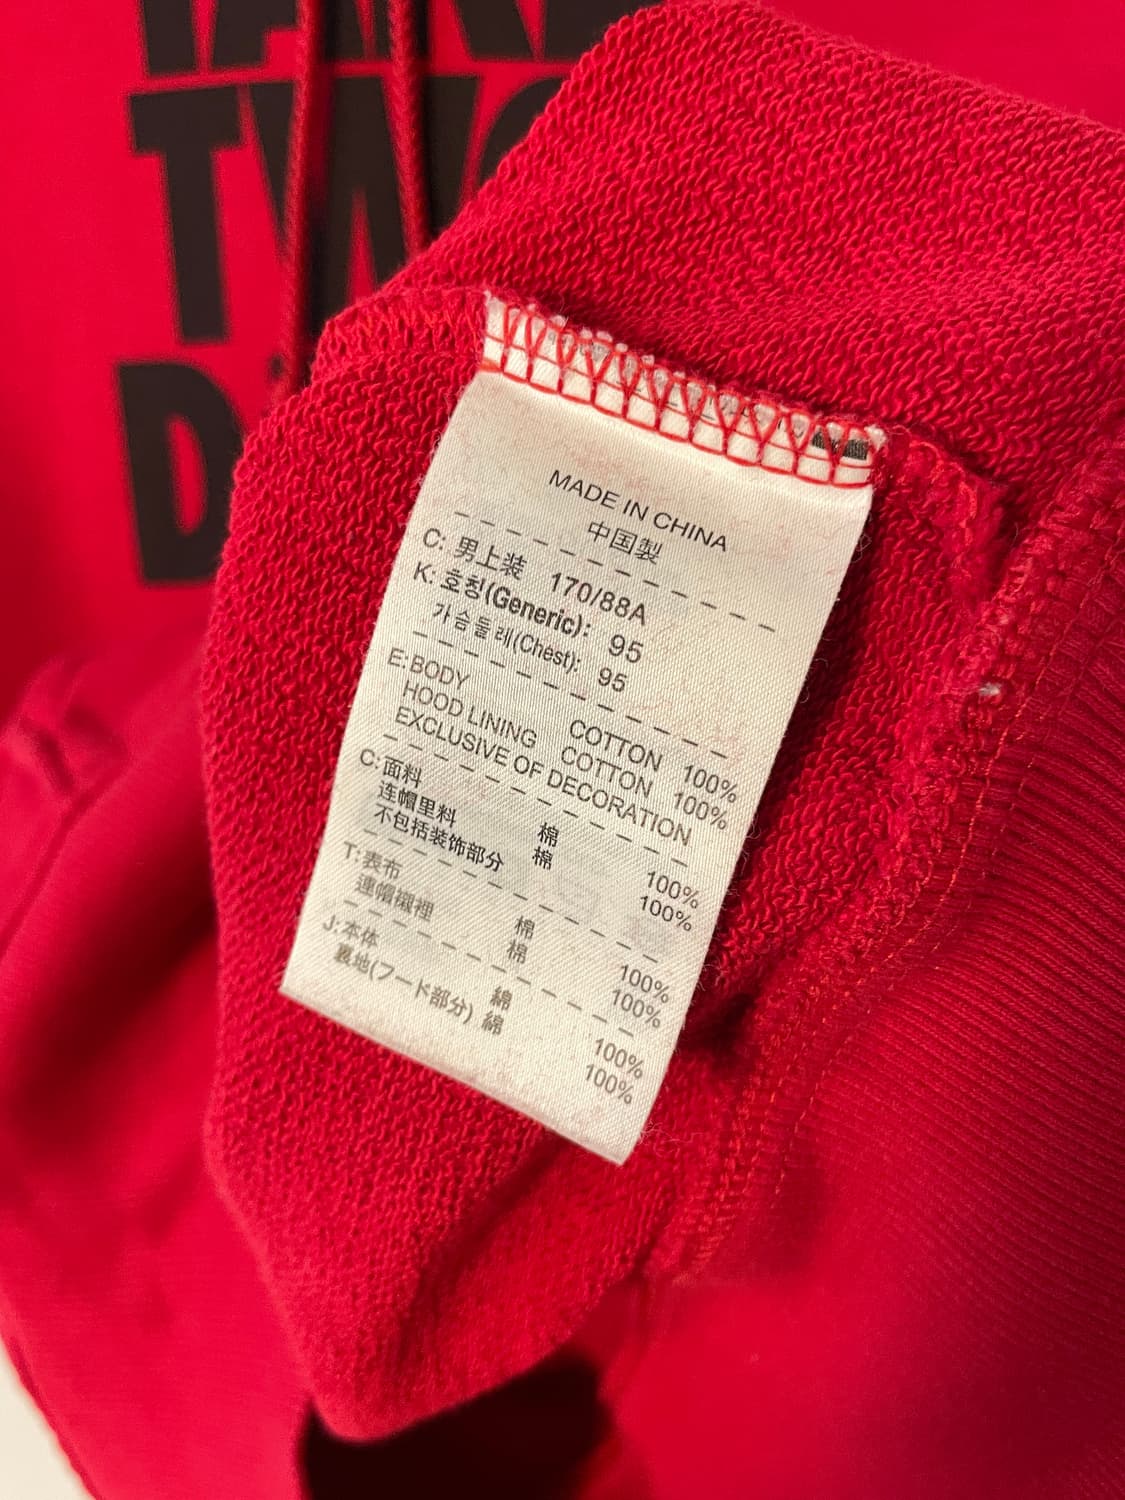 TWO
D
MADE IN CHINA
中国製
C: 男上装 170/88A
K: 호칭(Generic): 95
가슴둘레(Chest): 95
E: BODY COTTON 100%
HOOD LINING COTTON 100%
EXCLUSIVE OF DECORATION
C: 面料 棉 100%
连帽里料 棉 100%
不包括装饰部分
T: 表布 棉 100%
連帽襯裡 棉 100%
J: 本体 綿 100%
裏地(フード部分) 綿 100%